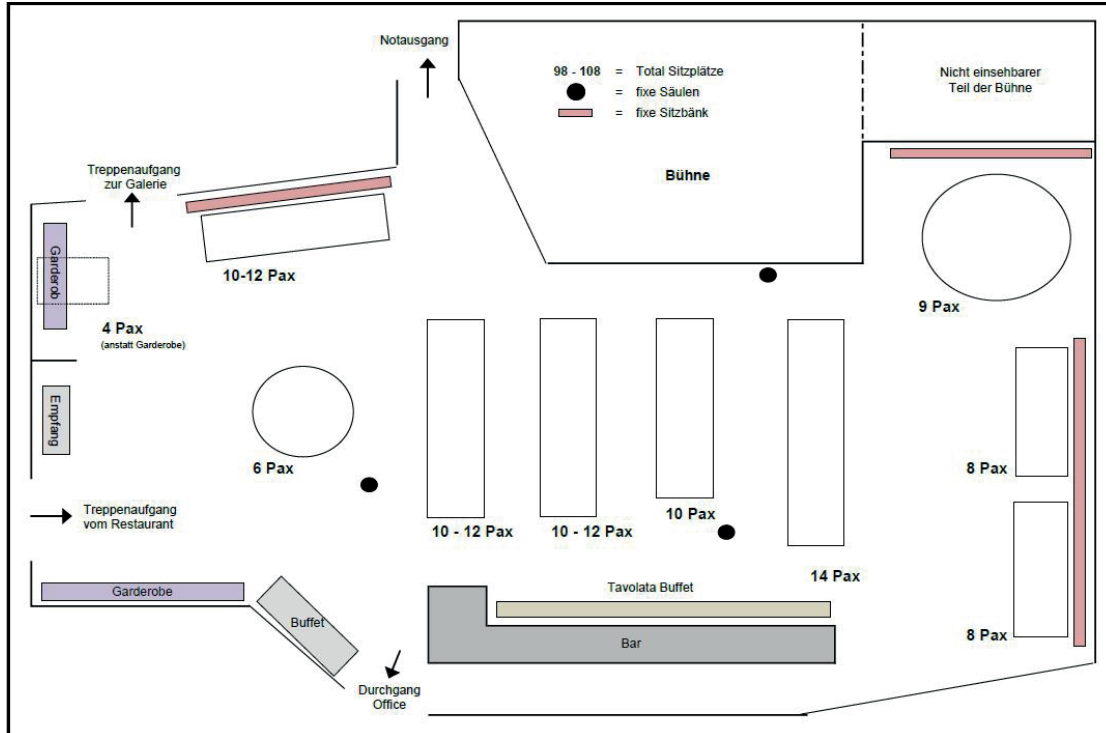 Notausgang
98 - 108 = Total Sitzplätze
= fixe Säulen
= fixe Sitzbänk
Nicht einsehbarer
Teil der Bühne
Treppenaufgang
zur Galerie
Bühne
Garderob
10-12 Pax
9 Pax
4 Pax
(anstatt Garderobe)
Empfang
6 Pax
8 Pax
Treppenaufgang
vom Restaurant
10 - 12 Pax
10 - 12 Pax
10 Pax
14 Pax
Garderobe
Buffet
Tavolata Buffet
Bar
8 Pax
Durchgang
Office